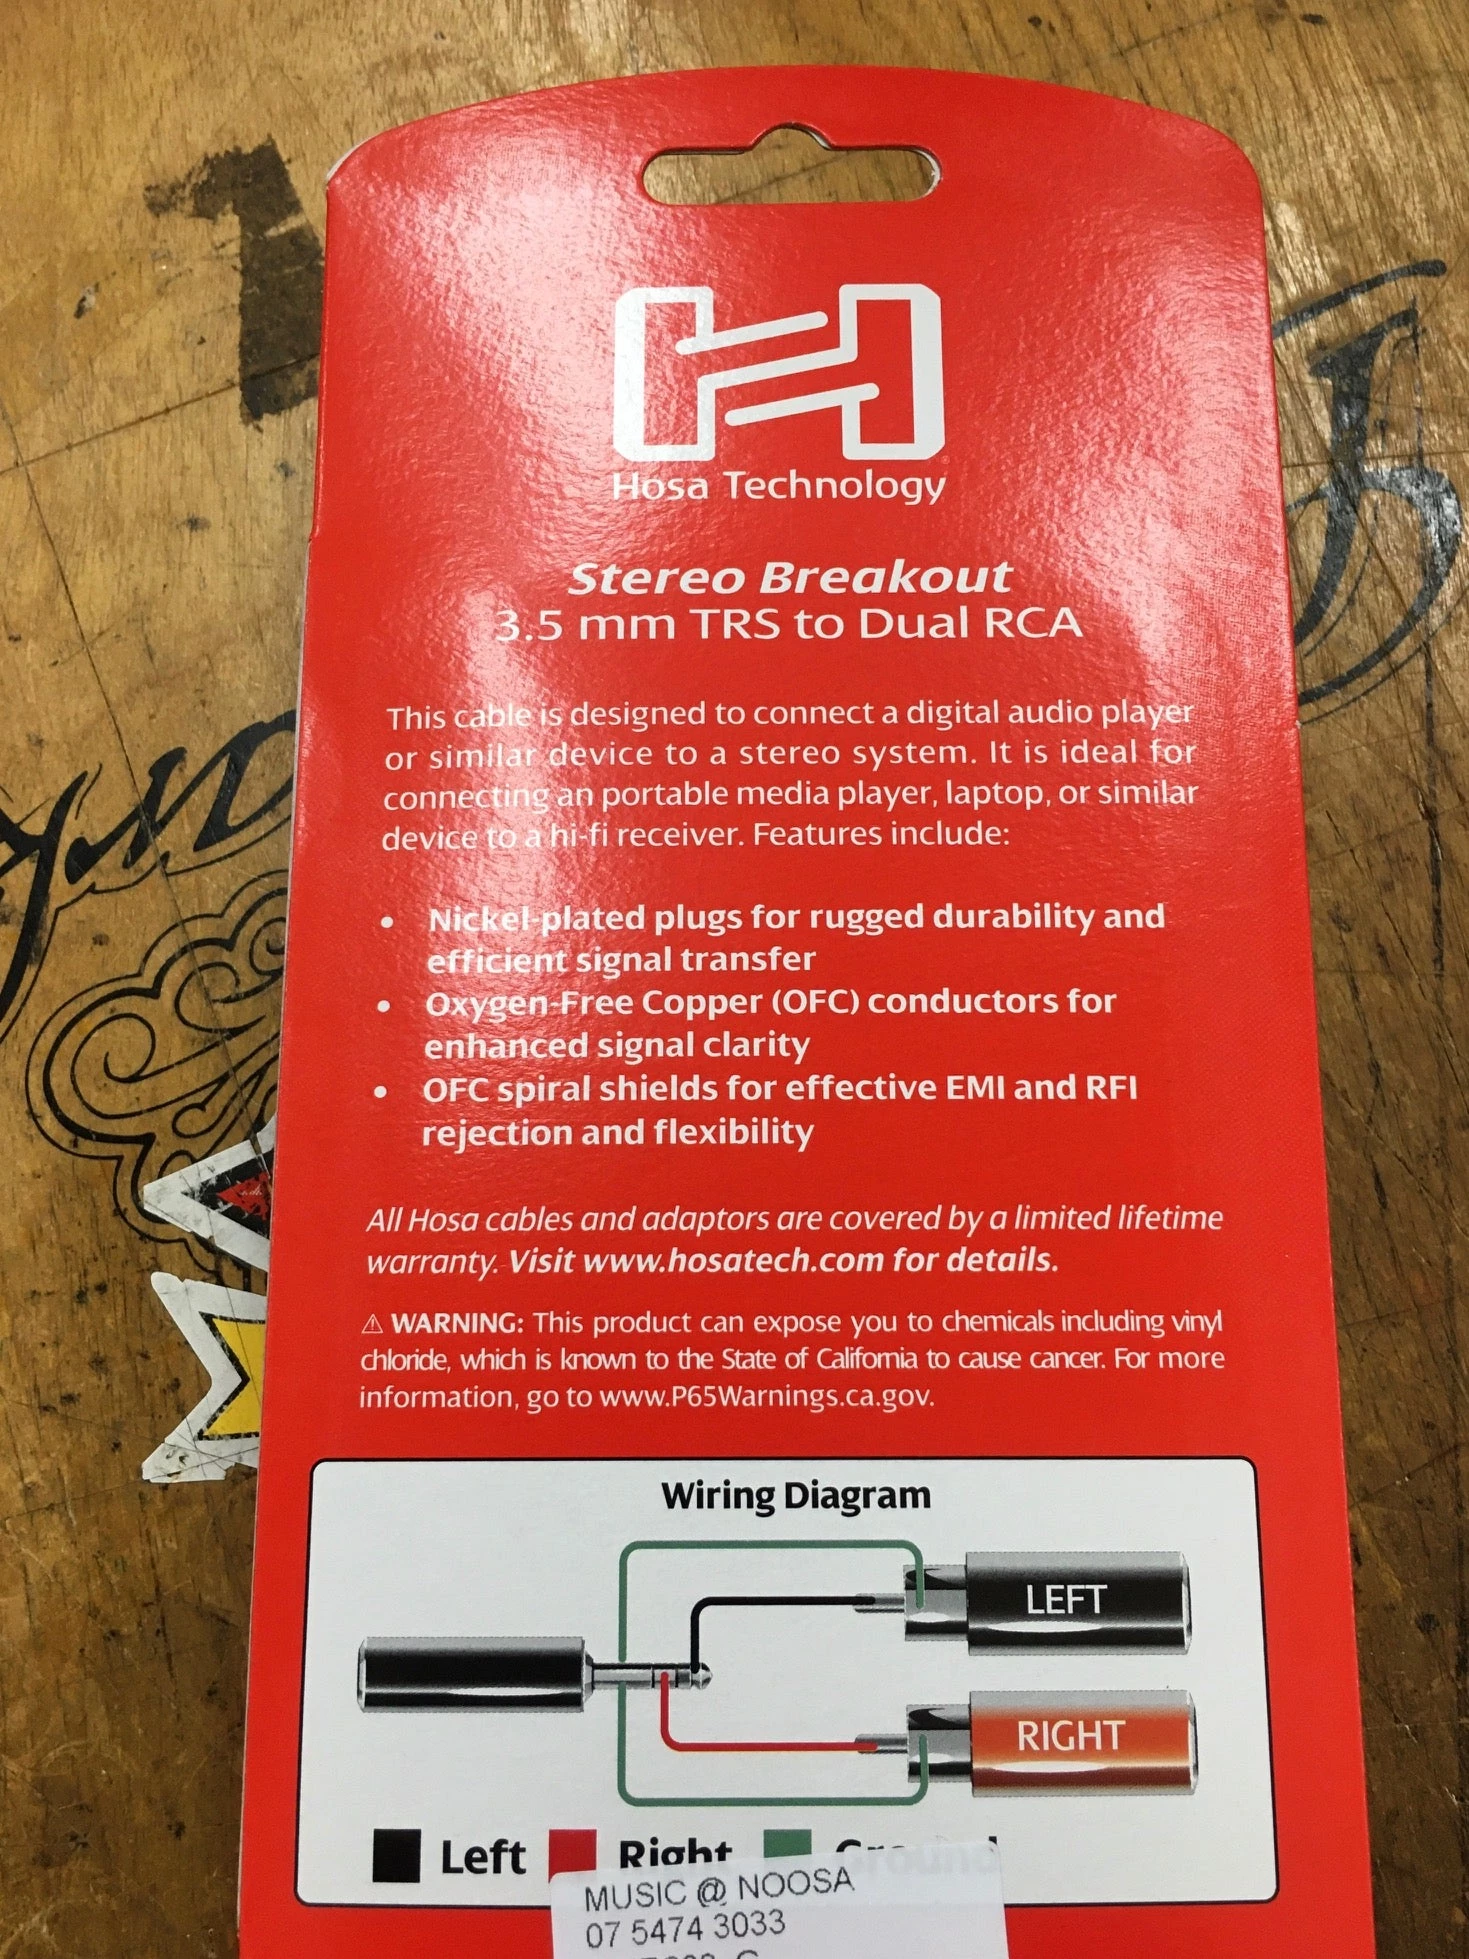 Hosa Technology
Stereo Breakout
3.5 mm TRS to Dual RCA
This cable is designed to connect a digital audio player
or similar device to a stereo system. It is ideal for
connecting an portable media player, laptop, or similar
device to a hi-fi receiver. Features include:
• Nickel-plated plugs for rugged durability and
efficient signal transfer
• Oxygen-Free Copper (OFC) conductors for
enhanced signal clarity
• OFC spiral shields for effective EMI and RFI
rejection and flexibility
All Hosa cables and adaptors are covered by a limited lifetime
warranty. Visit www.hosatech.com for details.
⚠ WARNING: This product can expose you to chemicals including vinyl
chloride, which is known to the State of California to cause cancer. For more
information, go to www.P65Warnings.ca.gov.
Wiring Diagram
LEFT
RIGHT
Left Right Ground
MUSIC @ NOOSA
07 5474 3033